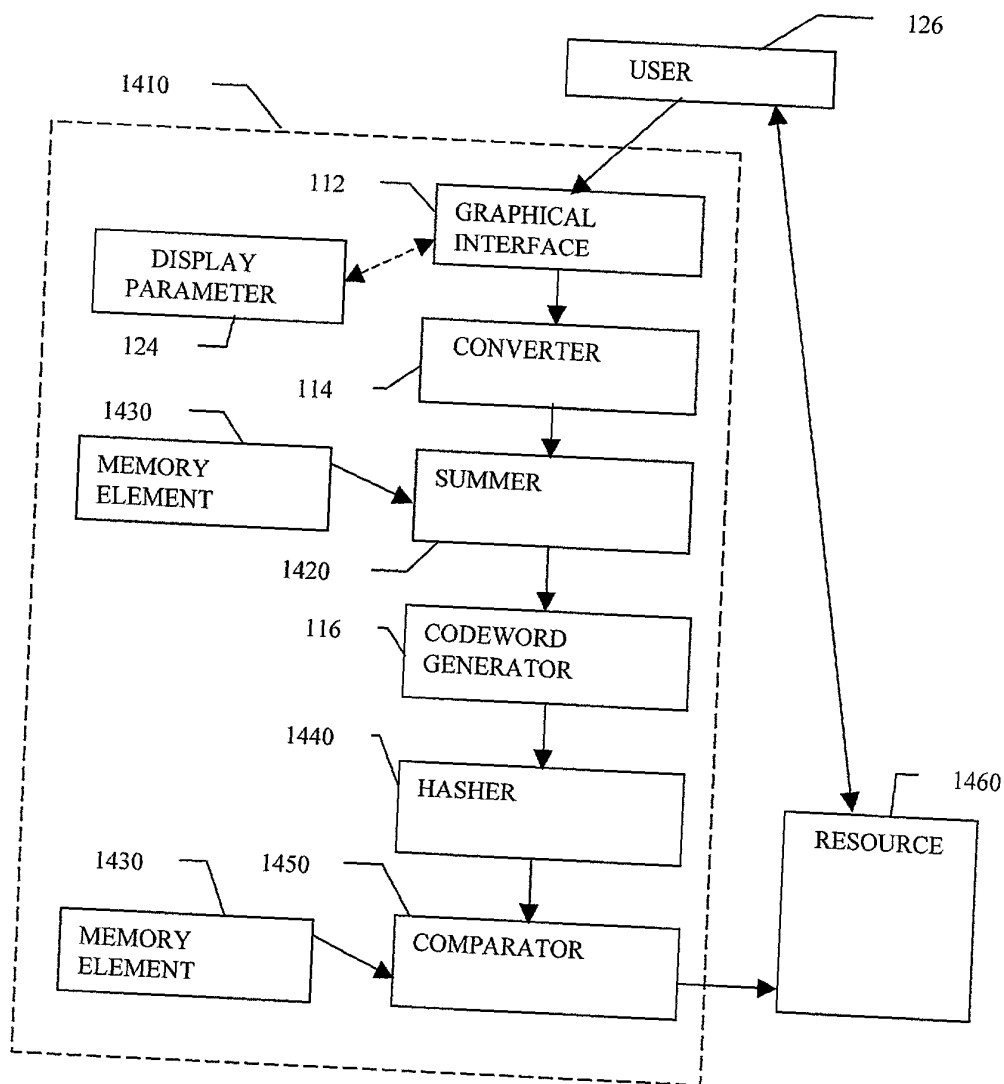 126
USER
1410
112
GRAPHICAL
INTERFACE
DISPLAY
PARAMETER
124
CONVERTER
114
1430
MEMORY
ELEMENT
SUMMER
1420
116
CODEWORD
GENERATOR
1440
HASHER
1460
RESOURCE
1430
1450
MEMORY
ELEMENT
COMPARATOR